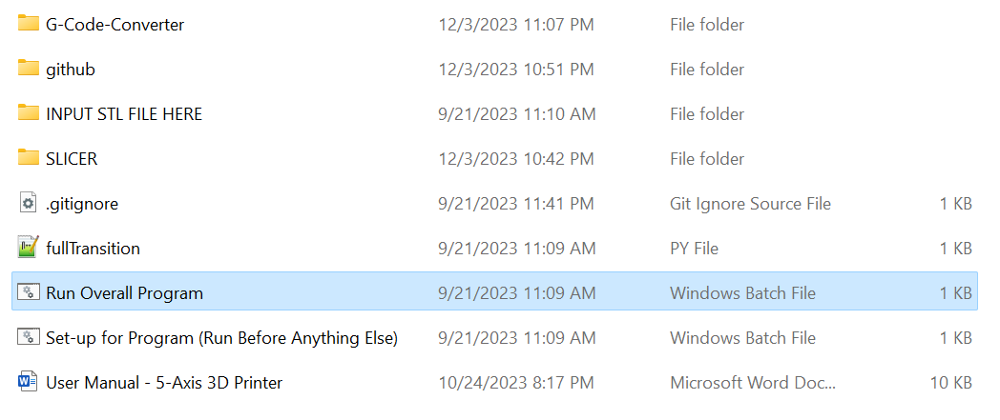 G-Code-Converter 12/3/2023 11:07 PM File folder
github 12/3/2023 10:51 PM File folder
INPUT STL FILE HERE 9/21/2023 11:10 AM File folder
SLICER 12/3/2023 10:42 PM File folder
.gitignore 9/21/2023 11:41 PM Git Ignore Source File 1 KB
fullTransition 9/21/2023 11:09 AM PY File 1 KB
Run Overall Program 9/21/2023 11:09 AM Windows Batch File 1 KB
Set-up for Program (Run Before Anything Else) 9/21/2023 11:09 AM Windows Batch File 1 KB
User Manual - 5-Axis 3D Printer 10/24/2023 8:17 PM Microsoft Word Doc... 10 KB